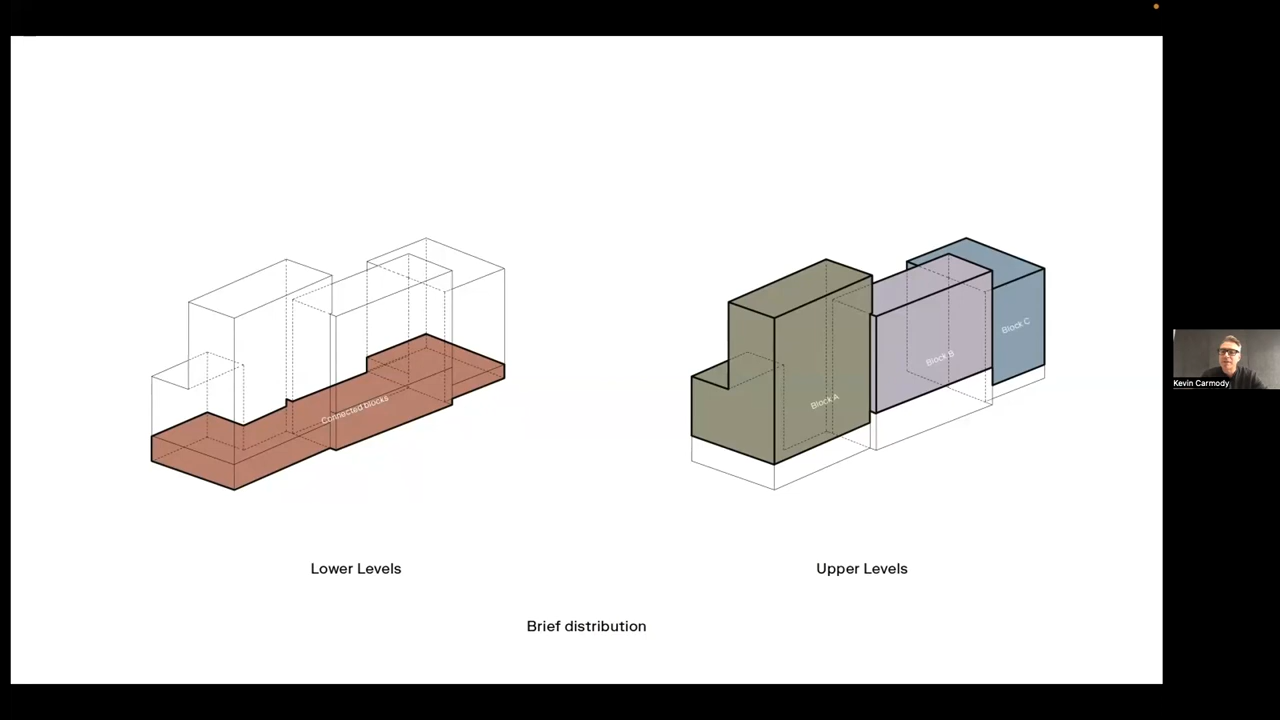 Connected blocks
Block A
Block B
Block C
Lower Levels
Upper Levels
Brief distribution
Kevin Carmody